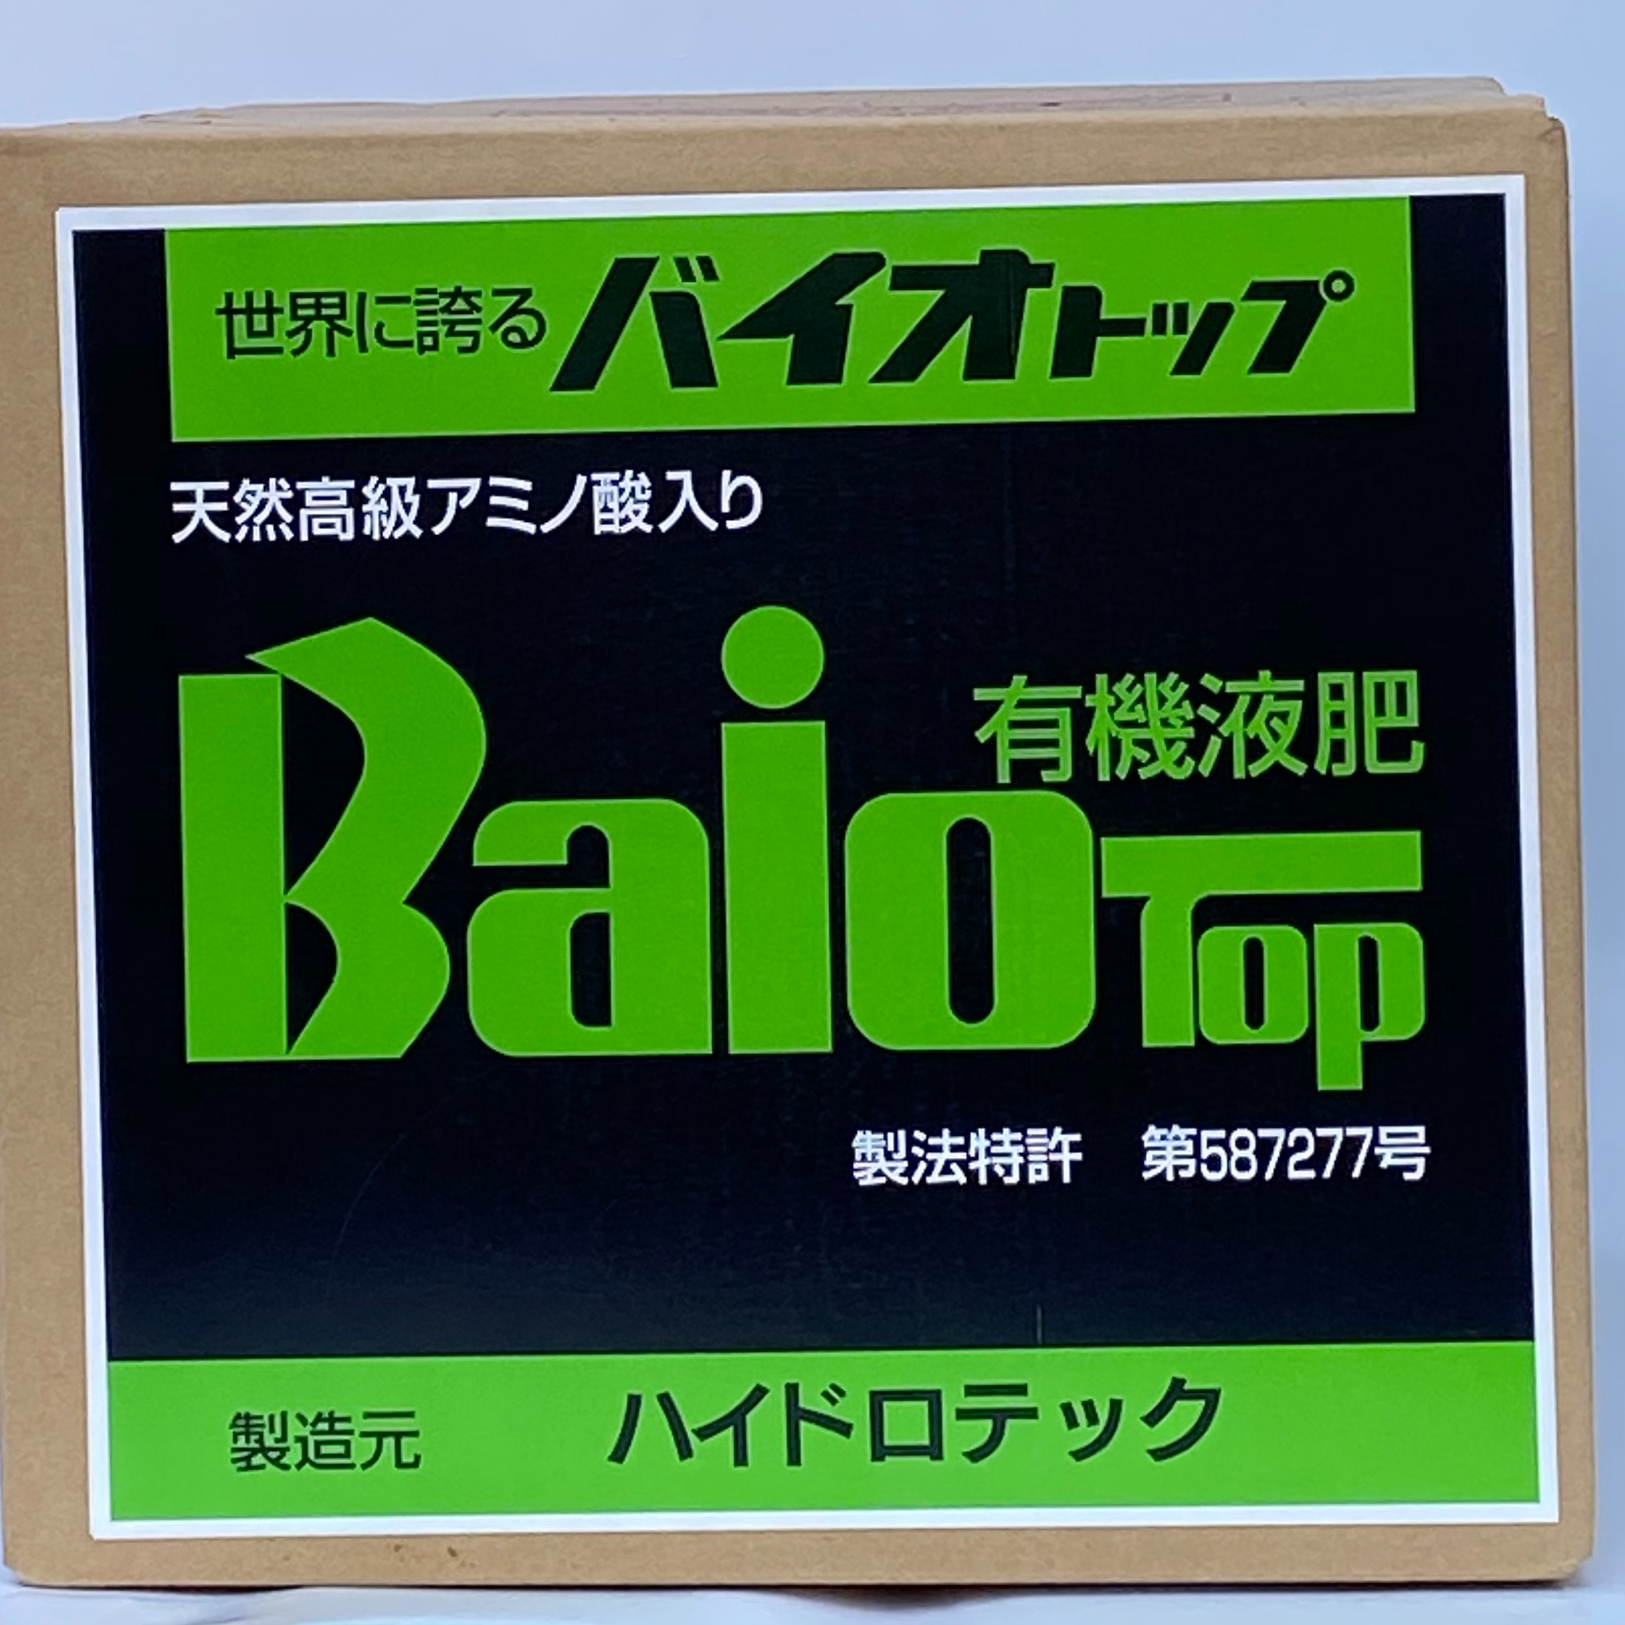 世界に誇るバイオトップ
天然高級アミノ酸入り
有機液肥
BaioTop
製法特許 第587277号
製造元 ハイドロテック